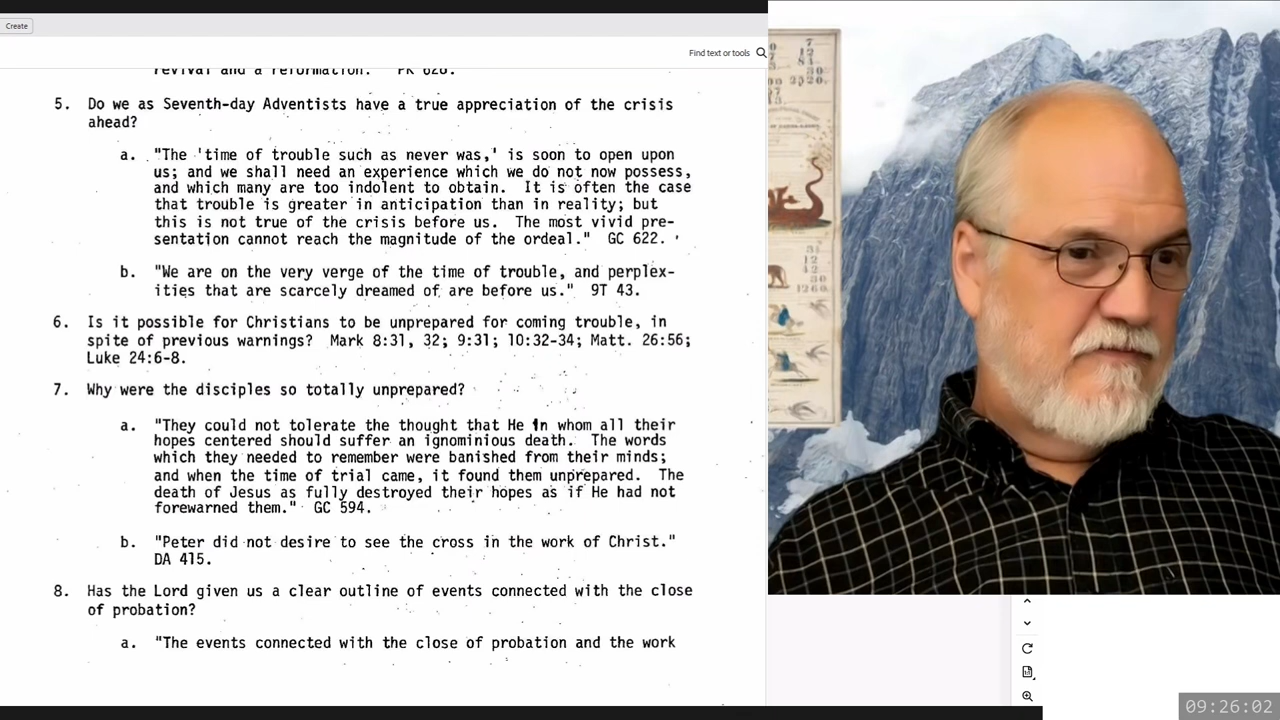 Create
Find text or tools
revival and a reformation." PK 626.
5. Do we as Seventh-day Adventists have a true appreciation of the crisis
ahead?
a. "The 'time of trouble such as never was,' is soon to open upon
us; and we shall need an experience which we do not now possess,
and which many are too indolent to obtain. It is often the case
that trouble is greater in anticipation than in reality; but
this is not true of the crisis before us. The most vivid pre-
sentation cannot reach the magnitude of the ordeal." GC 622.
b. "We are on the very verge of the time of trouble, and perplex-
ities that are scarcely dreamed of are before us." 9T 43.
6. Is it possible for Christians to be unprepared for coming trouble, in
spite of previous warnings? Mark 8:31, 32; 9:31; 10:32-34; Matt. 26:56;
Luke 24:6-8.
7. Why were the disciples so totally unprepared?
a. "They could not tolerate the thought that He in whom all their
hopes centered should suffer an ignominious death. The words
which they needed to remember were banished from their minds;
and when the time of trial came, it found them unprepared. The
death of Jesus as fully destroyed their hopes as if He had not
forewarned them." GC 594.
b. "Peter did not desire to see the cross in the work of Christ."
DA 415.
8. Has the Lord given us a clear outline of events connected with the close
of probation?
a. "The events connected with the close of probation and the work
7
12
30
2520
31
12
42
30
1260
09:26:02